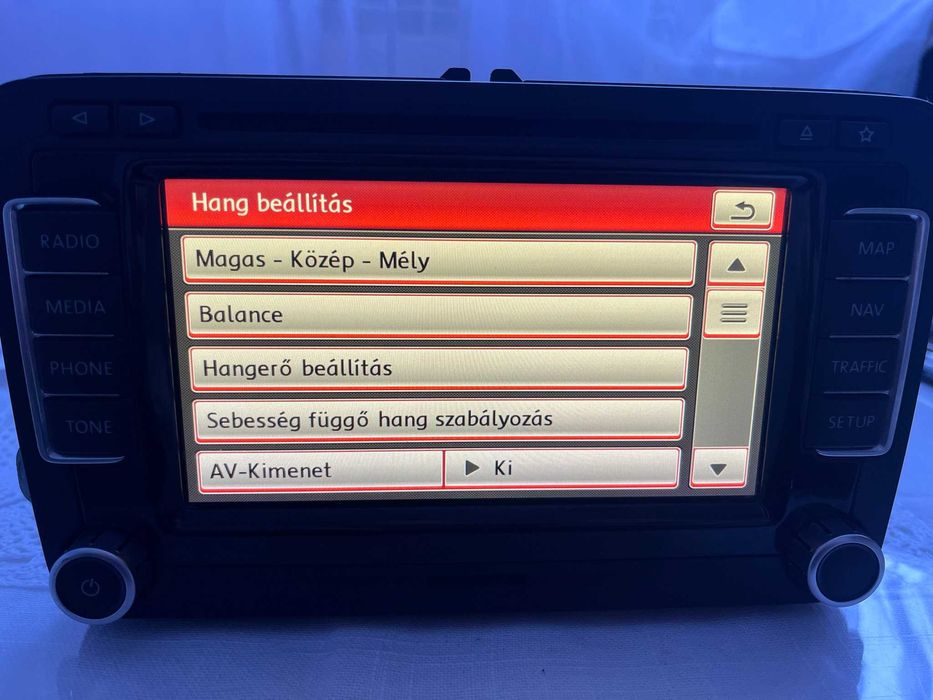 Hang beállítás
Magas - Közép - Mély
Balance
Hangerő beállítás
Sebesség függő hang szabályozás
AV-Kimenet
Ki
RADIO
MEDIA
PHONE
TONE
MAP
NAV
TRAFFIC
SETUP